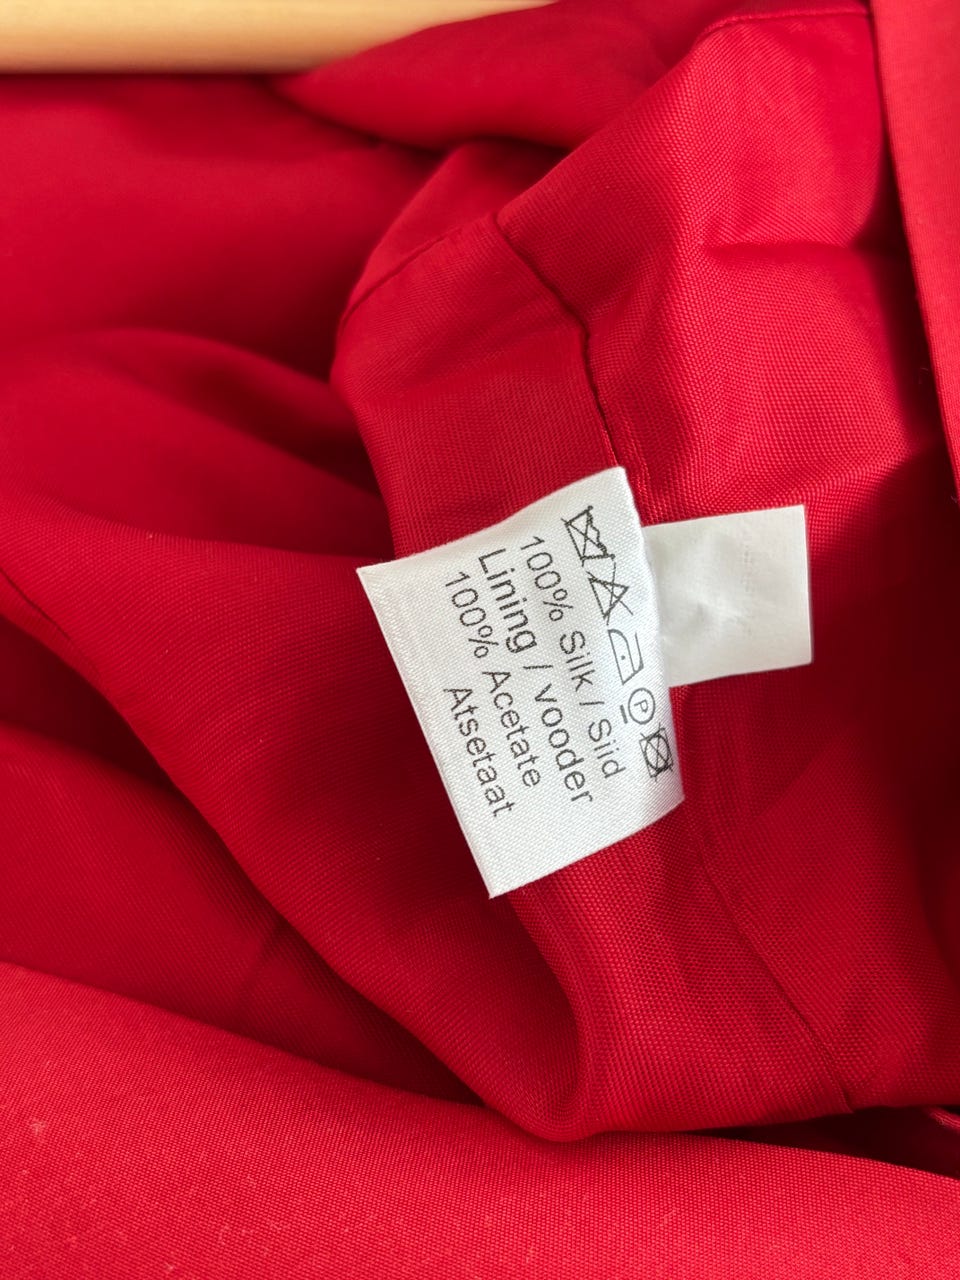 P
100% Silk / Siid
Lining / vooder
100% Acetate
Atsetaat